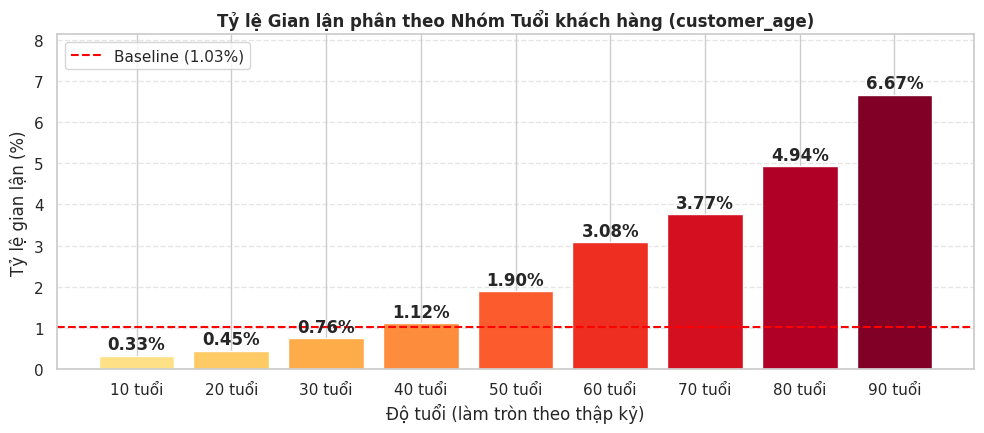 Tỷ lệ Gian lận phân theo Nhóm Tuổi khách hàng (customer_age)
Baseline (1.03%)
Tỷ lệ gian lận (%)
8
7
6
5
4
3
2
1
0
0.33%
0.45%
0.76%
1.12%
1.90%
3.08%
3.77%
4.94%
6.67%
10 tuổi
20 tuổi
30 tuổi
40 tuổi
50 tuổi
60 tuổi
70 tuổi
80 tuổi
90 tuổi
Độ tuổi (làm tròn theo thập kỷ)